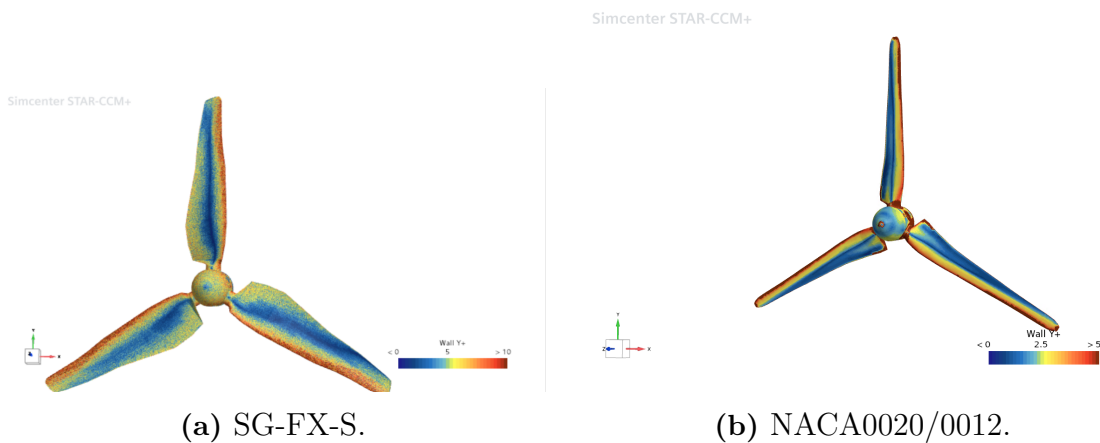 Simcenter STAR-CCM+
Y
X
Wall Y+
< 0 5 > 10
(a) SG-FX-S.
Simcenter STAR-CCM+
Y
Z X
Wall Y+
< 0 2.5 > 5
(b) NACA0020/0012.